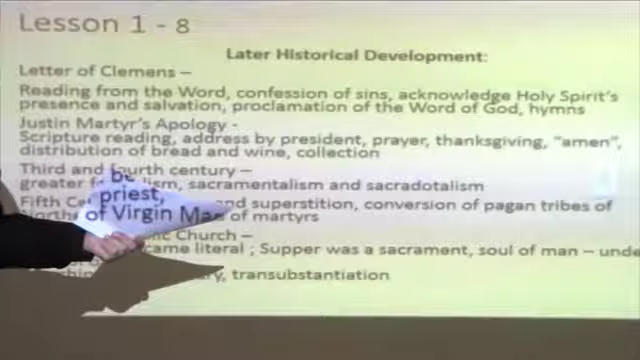 Lesson 1 - 8
Later Historical Development:
Letter of Clemens –
Reading from the Word, confession of sins, acknowledge Holy Spirit's
presence and salvation, proclamation of the Word of God, hymns
Justin Martyr's Apology -
Scripture reading, address by president, prayer, thanksgiving, "amen",
distribution of bread and wine, collection
Third and fourth century –
greater sacramentalism and sacradotalism
be
priest,
Fifth and superstition, conversion of pagan tribes of
of Virgin of martyrs
Church –
came literal ; Supper was a sacrament, soul of man – unde
transubstantiation